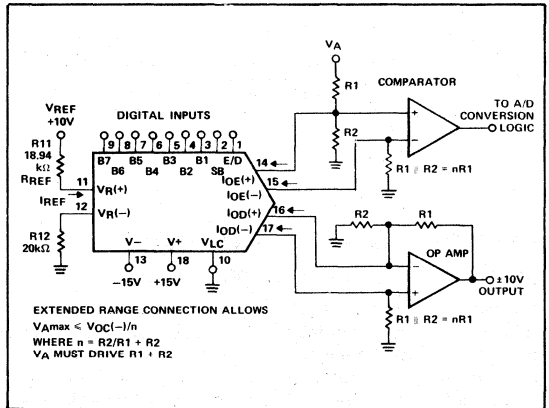 VA
R1
COMPARATOR
VREF
+10V
DIGITAL INPUTS
TO A/D
CONVERSION
LOGIC
R11
18.94
kΩ
RREF
IREF
9 8 7 6 5 4 3 2 1
B7 B6 B5 B4 B3 B2 B1 SB E/D
R2
+
−
14
IOE(+)
15
IOE(−)
R1 ∥ R2 = nR1
11
VR(+)
12
VR(−)
16
IOD(+)
17
IOD(−)
R2
R1
R12
20kΩ
V−
V+
VLC
13
18
10
−15V
+15V
OP AMP
−
+
±10V
OUTPUT
R1 ∥ R2 = nR1
EXTENDED RANGE CONNECTION ALLOWS
VAmax ≤ VOC(−)/n
WHERE n = R2/R1 + R2
VA MUST DRIVE R1 + R2